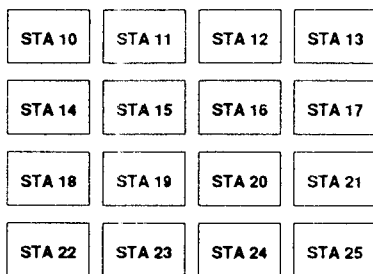 STA 10 STA 11 STA 12 STA 13
STA 14 STA 15 STA 16 STA 17
STA 18 STA 19 STA 20 STA 21
STA 22 STA 23 STA 24 STA 25